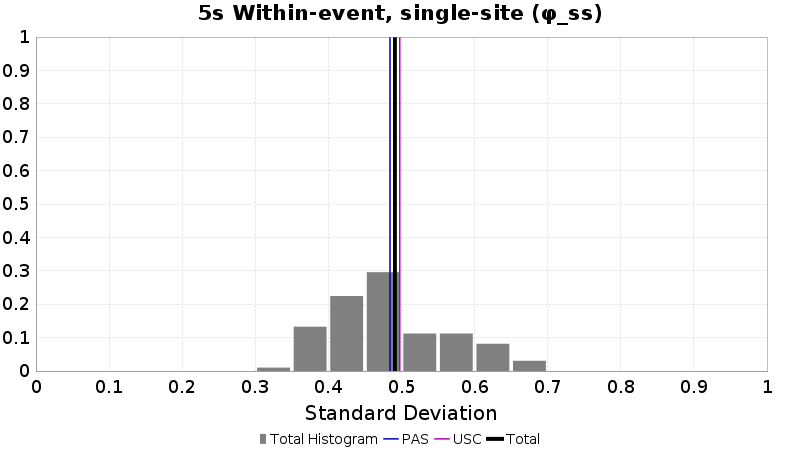 5s Within-event, single-site (φ_ss)
1
0.9
0.8
0.7
0.6
0.5
0.4
0.3
0.2
0.1
0
0 0.1 0.2 0.3 0.4 0.5 0.6 0.7 0.8 0.9 1
Standard Deviation
Total Histogram PAS USC Total